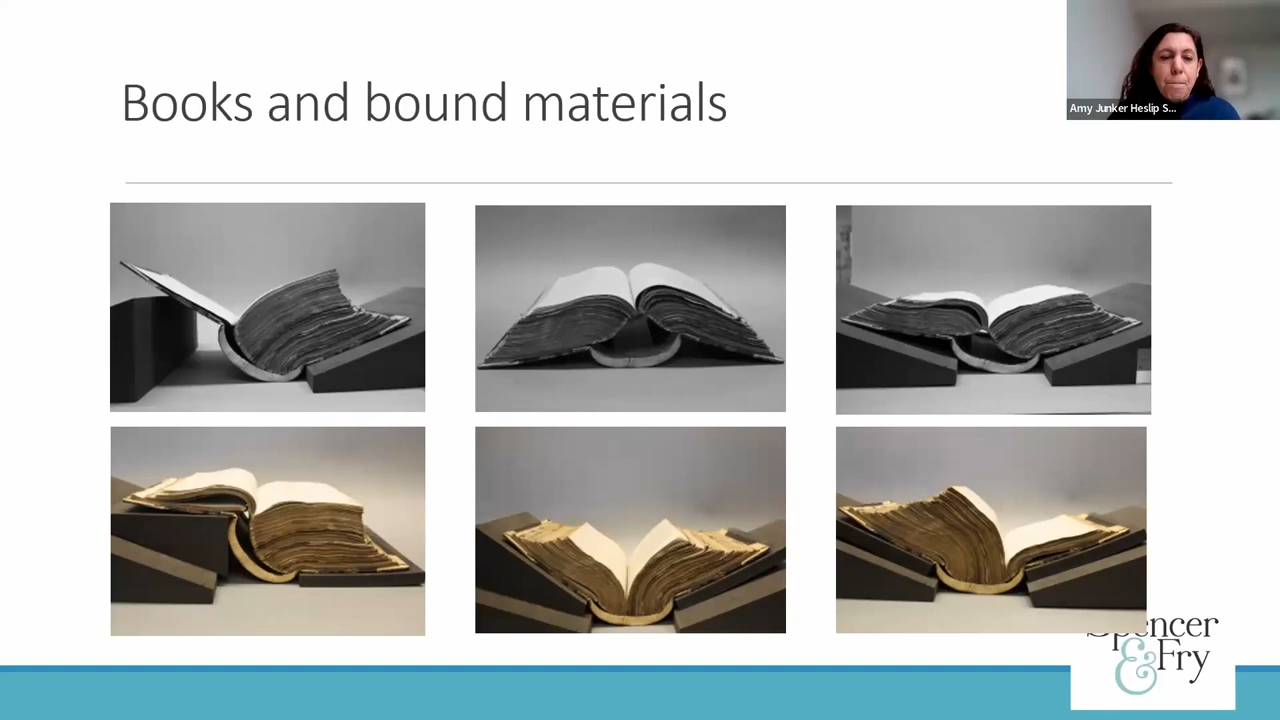 Books and bound materials
Amy Junker Heslip S...
Spencer
& Fry